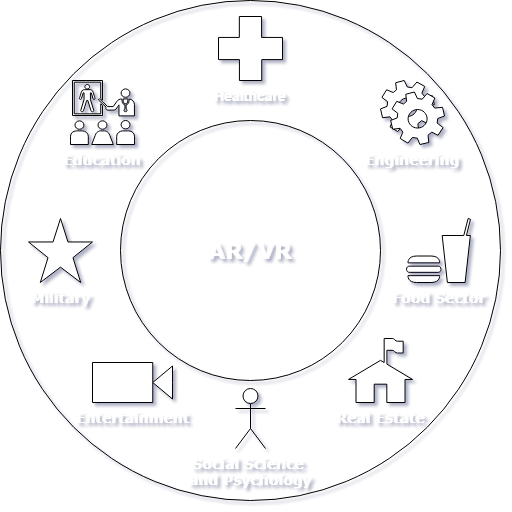 Healthcare
Education
Engineering
AR/VR
Military
Food Sector
Entertainment
Real Estate
Social Science
and Psychology